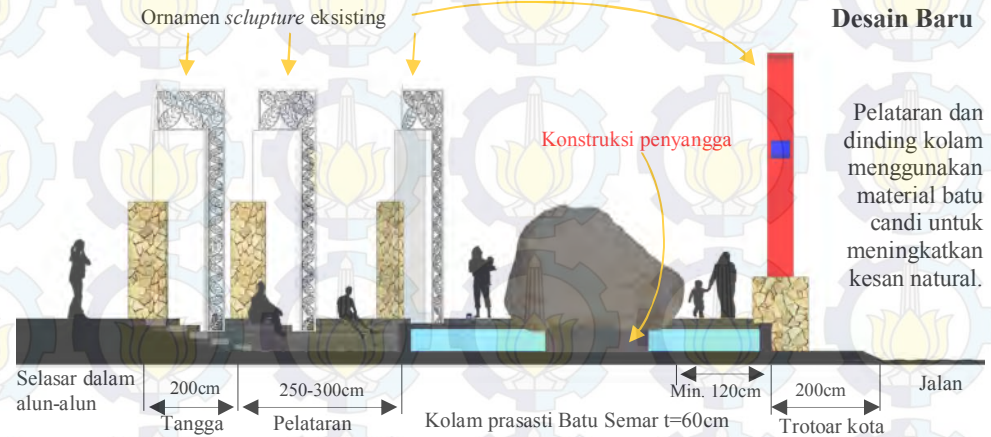 Ornamen sclupture eksisting
Desain Baru
Konstruksi penyangga
Pelataran dan
dinding kolam
menggunakan
material batu
candi untuk
meningkatkan
kesan natural.
Selasar dalam
alun-alun
200cm
Tangga
250-300cm
Pelataran
Kolam prasasti Batu Semar t=60cm
Min. 120cm
200cm
Trotoar kota
Jalan